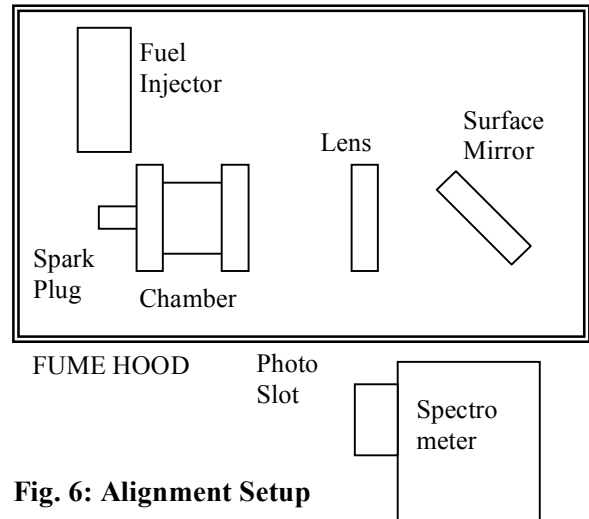 Fuel
Injector
Lens
Surface
Mirror
Spark
Plug
Chamber
FUME HOOD
Photo
Slot
Spectro
meter
Fig. 6: Alignment Setup